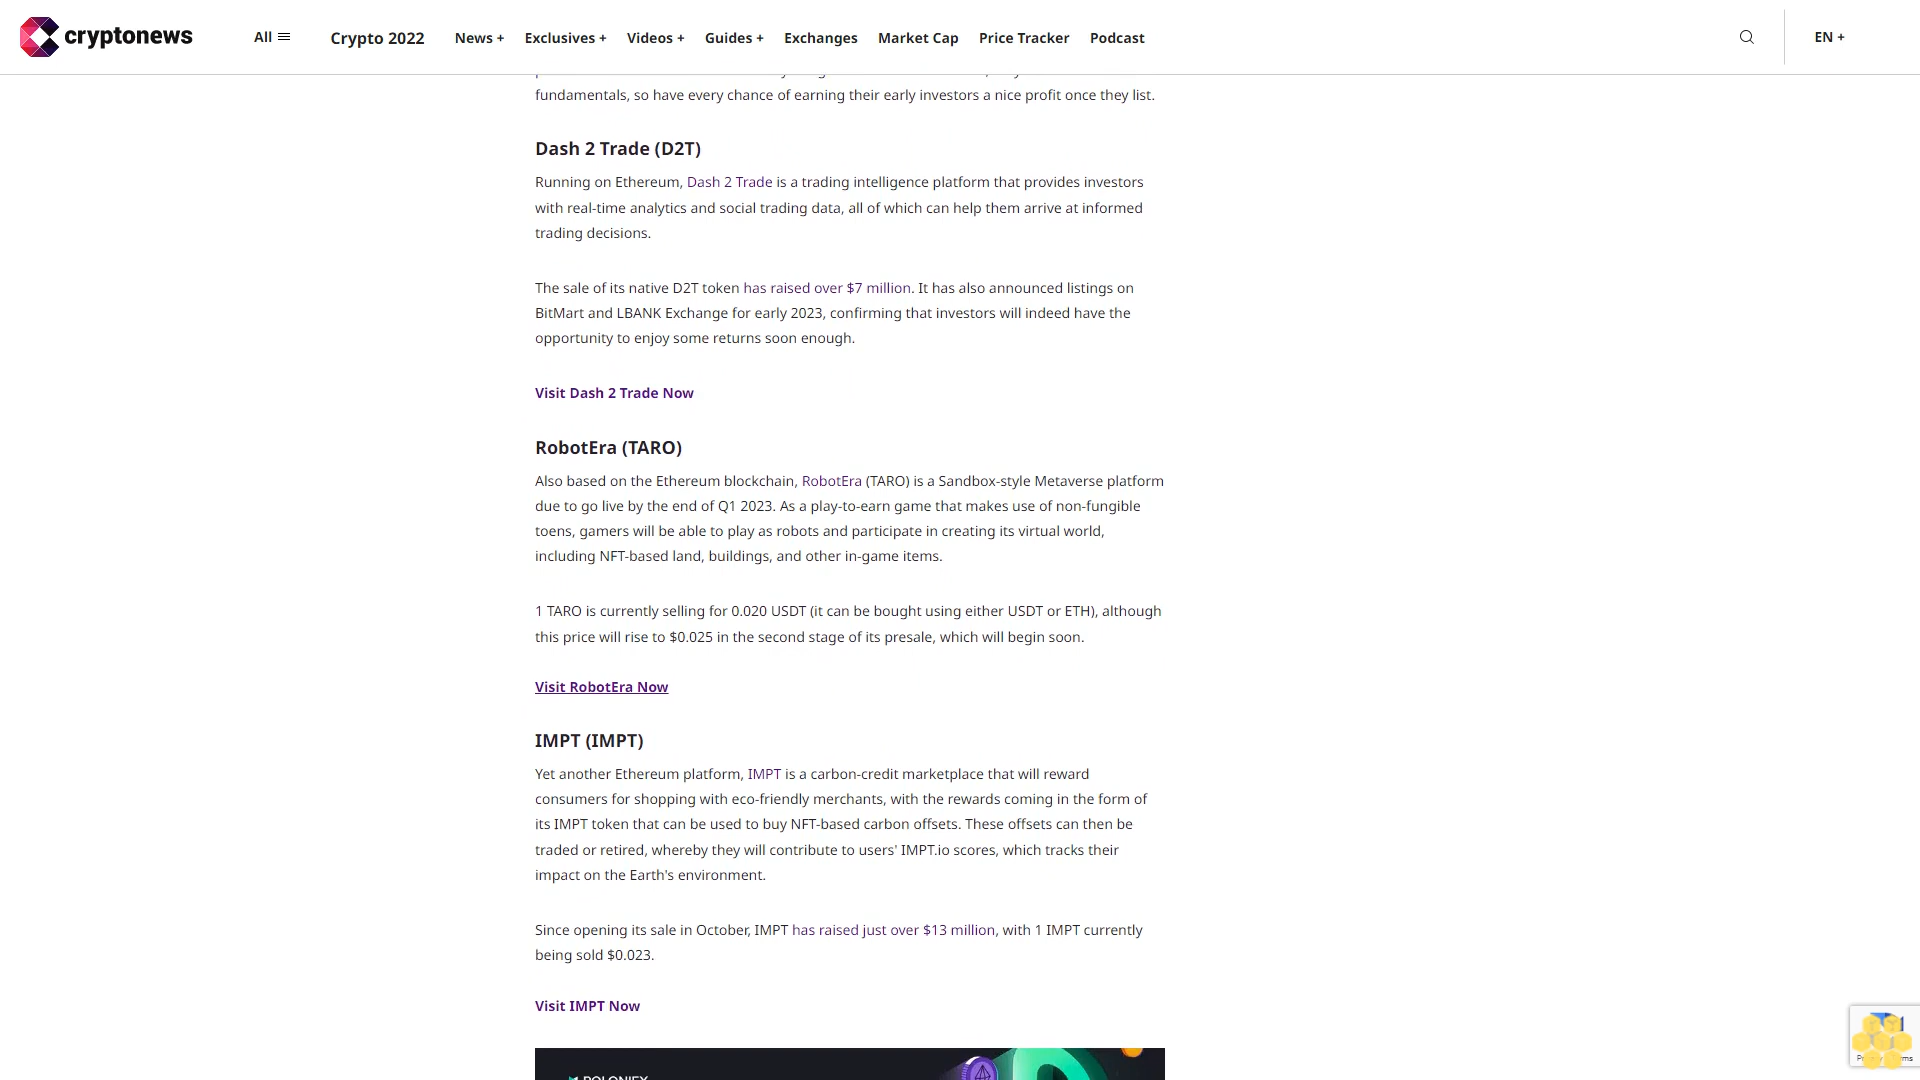 cryptonews
All
Crypto 2022
News +
Exclusives +
Videos +
Guides +
Exchanges
Market Cap
Price Tracker
Podcast
EN +
fundamentals, so have every chance of earning their early investors a nice profit once they list.
Dash 2 Trade (D2T)
Running on Ethereum, Dash 2 Trade is a trading intelligence platform that provides investors
with real-time analytics and social trading data, all of which can help them arrive at informed
trading decisions.
The sale of its native D2T token has raised over $7 million. It has also announced listings on
BitMart and LBANK Exchange for early 2023, confirming that investors will indeed have the
opportunity to enjoy some returns soon enough.
Visit Dash 2 Trade Now
RobotEra (TARO)
Also based on the Ethereum blockchain, RobotEra (TARO) is a Sandbox-style Metaverse platform
due to go live by the end of Q1 2023. As a play-to-earn game that makes use of non-fungible
toens, gamers will be able to play as robots and participate in creating its virtual world,
including NFT-based land, buildings, and other in-game items.
1 TARO is currently selling for 0.020 USDT (it can be bought using either USDT or ETH), although
this price will rise to $0.025 in the second stage of its presale, which will begin soon.
Visit RobotEra Now
IMPT (IMPT)
Yet another Ethereum platform, IMPT is a carbon-credit marketplace that will reward
consumers for shopping with eco-friendly merchants, with the rewards coming in the form of
its IMPT token that can be used to buy NFT-based carbon offsets. These offsets can then be
traded or retired, whereby they will contribute to users' IMPT.io scores, which tracks their
impact on the Earth's environment.
Since opening its sale in October, IMPT has raised just over $13 million, with 1 IMPT currently
being sold $0.023.
Visit IMPT Now
POLONIEX